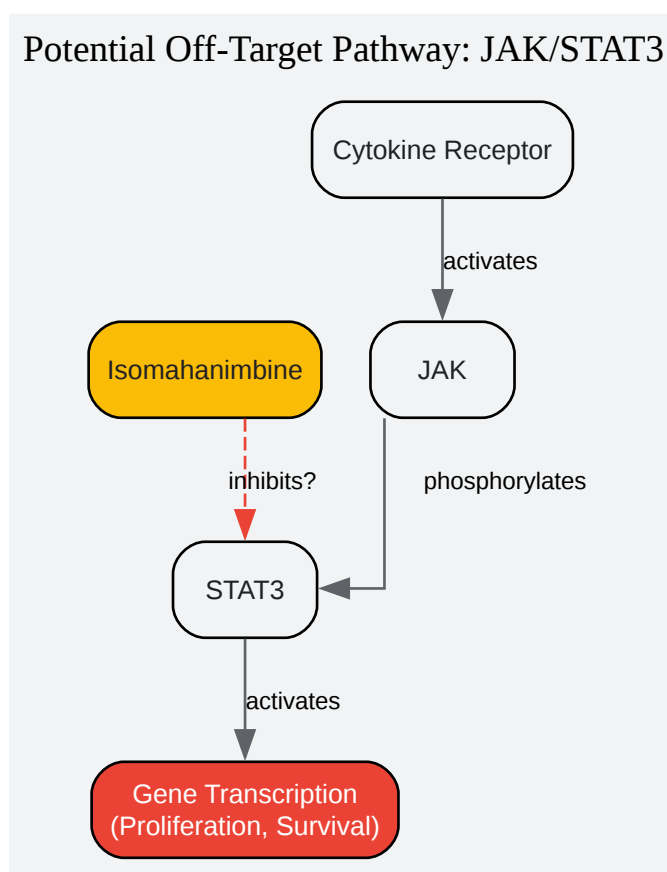 Potential Off-Target Pathway: JAK/STAT3
Cytokine Receptor
activates
Isomahanimbine
JAK
inhibits?
phosphorylates
STAT3
activates
Gene Transcription
(Proliferation, Survival)